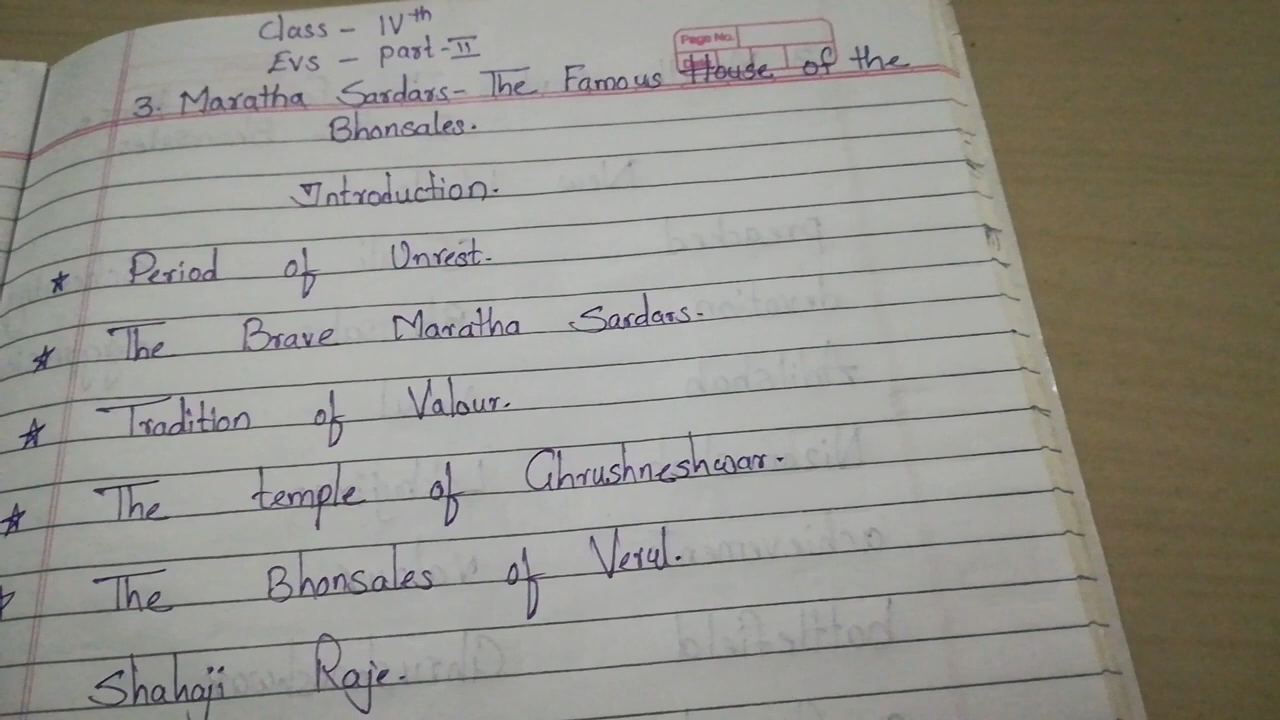 Class - IVth
Evs - part-II
Page No.
3. Maratha Sardars- The Famous House of the
Bhonsales.
Introduction.
* Period of Unrest.
* The Brave Maratha Sardars.
* Tradition of Valour.
* The temple of Ghrushneshwar.
* The Bhonsales of Verul.
Shahaji Raje.